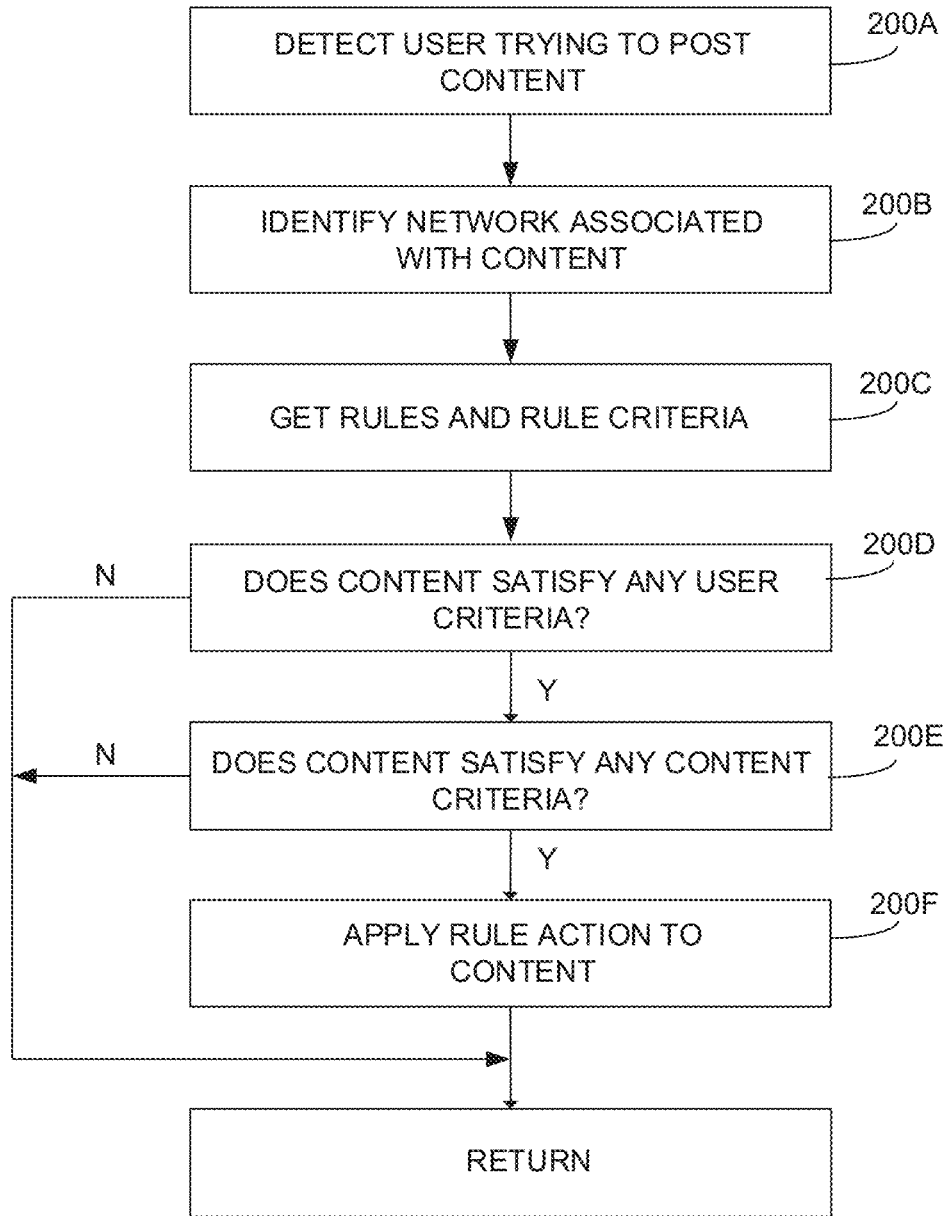 200A
DETECT USER TRYING TO POST
CONTENT
200B
IDENTIFY NETWORK ASSOCIATED
WITH CONTENT
200C
GET RULES AND RULE CRITERIA
200D
N
DOES CONTENT SATISFY ANY USER
CRITERIA?
Y
200E
N
DOES CONTENT SATISFY ANY CONTENT
CRITERIA?
Y
200F
APPLY RULE ACTION TO
CONTENT
RETURN